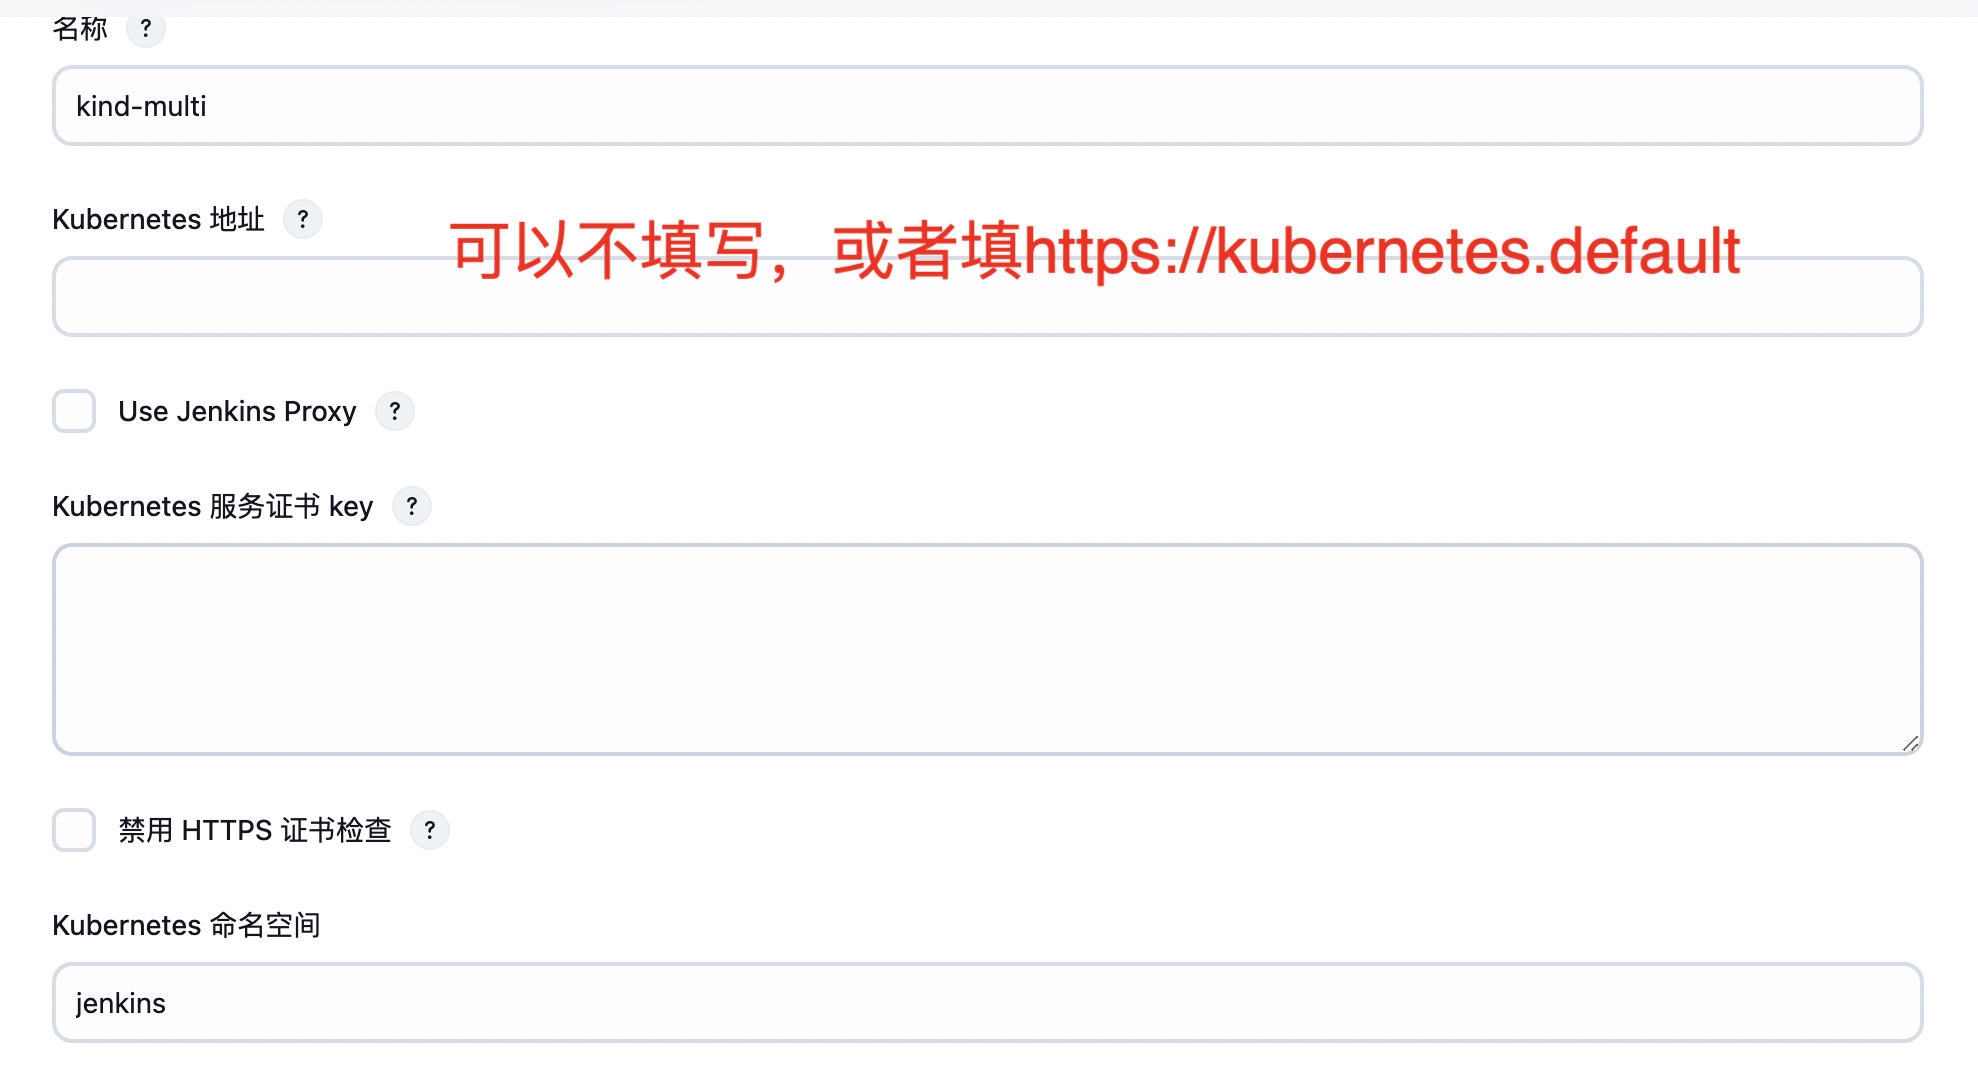 名称 ?
kind-multi
Kubernetes 地址 ?
可以不填写，或者填https://kubernetes.default
Use Jenkins Proxy ?
Kubernetes 服务证书 key ?
禁用 HTTPS 证书检查 ?
Kubernetes 命名空间
jenkins